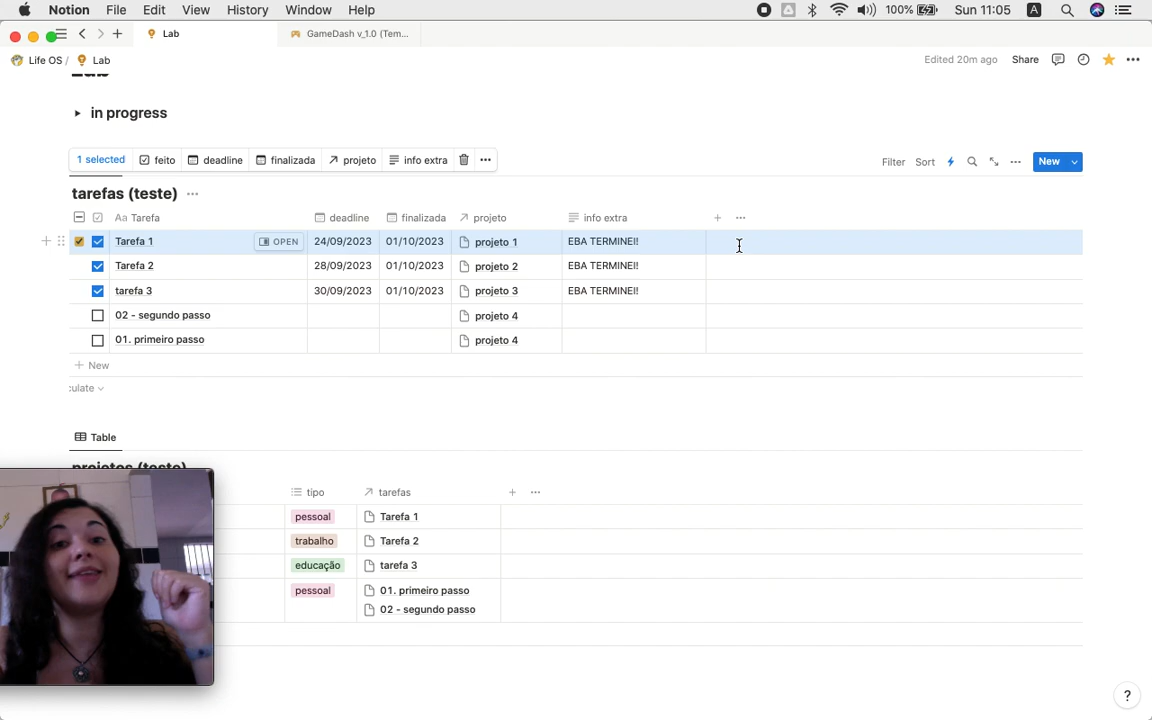 Notion File Edit View History Window Help 100% Sun 11:05 A
Lab GameDash v_1.0 (Tem...
Life OS / Lab Edited 20m ago Share
Lab
in progress
1 selected feito deadline finalizada projeto info extra Filter Sort New
tarefas (teste)
Aa Tarefa deadline finalizada projeto info extra
Tarefa 1 OPEN 24/09/2023 01/10/2023 projeto 1 EBA TERMINEI!
Tarefa 2 28/09/2023 01/10/2023 projeto 2 EBA TERMINEI!
tarefa 3 30/09/2023 01/10/2023 projeto 3 EBA TERMINEI!
02 - segundo passo projeto 4
01. primeiro passo projeto 4
+ New
culate
Table
projetos (teste)
tipo tarefas
pessoal Tarefa 1
trabalho Tarefa 2
educação tarefa 3
pessoal 01. primeiro passo
02 - segundo passo
?